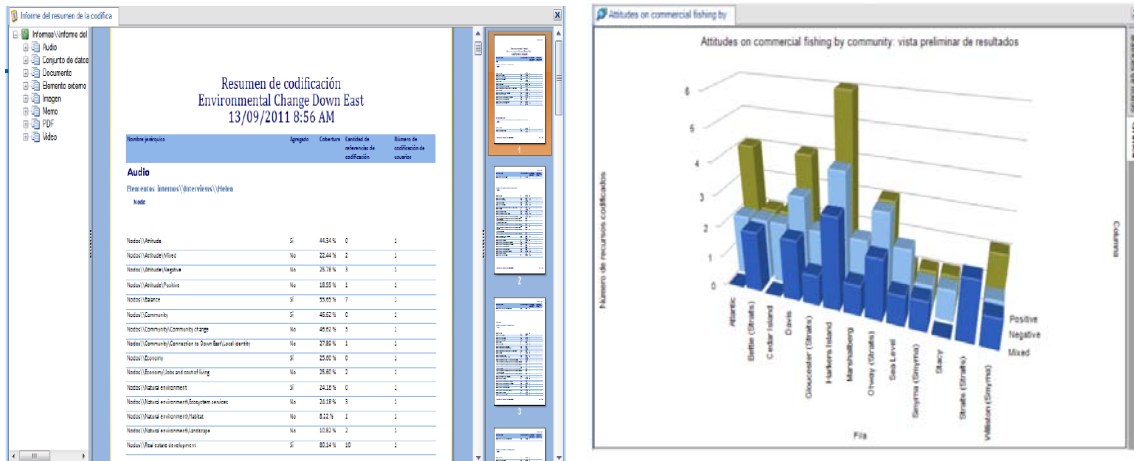 Informe del resumen de la codifica
Informes\\Informe del
Audio
Conjunto de datos
Documento
Elemento externo
Imagen
Memo
PDF
Video
Resumen de codificación
Environmental Change Down East
13/09/2011 8:56 AM
Nombre jerárquico Agregado Cobertura Cantidad de referencias de codificación Número de codificación de usuarios
Audio
Elementos internos\\Interviews\\Helen
Nodo
Nodos\\Attitude Sí 44.34 % 0 1
Nodos\\Attitude\Mixed No 22.44 % 2 1
Nodos\\Attitude\Negative No 26.78 % 3 1
Nodos\\Attitude\Positive No 18.55 % 1 1
Nodos\\Balance Sí 55.65 % 7 1
Nodos\\Community Sí 46.62 % 0 1
Nodos\\Community\Community change No 46.62 % 5 1
Nodos\\Community\Connection to Down East\Local identity No 27.89 % 1 1
Nodos\\Economy Sí 25.60 % 0 1
Nodos\\Economy\Jobs and cost of living No 25.60 % 2 1
Nodos\\Natural environment Sí 24.18 % 0 1
Nodos\\Natural environment\Ecosystem services No 24.18 % 3 1
Nodos\\Natural environment\Habitat No 1 1
Nodos\\Natural environment\Landscape No 10.82 % 2 1
Nodos\\Real estate development Sí 80.14 % 10 1
1
2
3
Attitudes on commercial fishing by
Attitudes on commercial fishing by community: vista preliminar de resultados
Número de recursos codificados
6
5
4
3
2
1
0
Atlantic
Bettie (Straits)
Cedar Island
Davis
Gloucester (Straits)
Harkers Island
Marshallberg
Otway (Straits)
Sea Level
Smyrna (Smyrna)
Stacy
Straits (Straits)
Williston (Smyrna)
Fila
Positive
Negative
Mixed
Columna